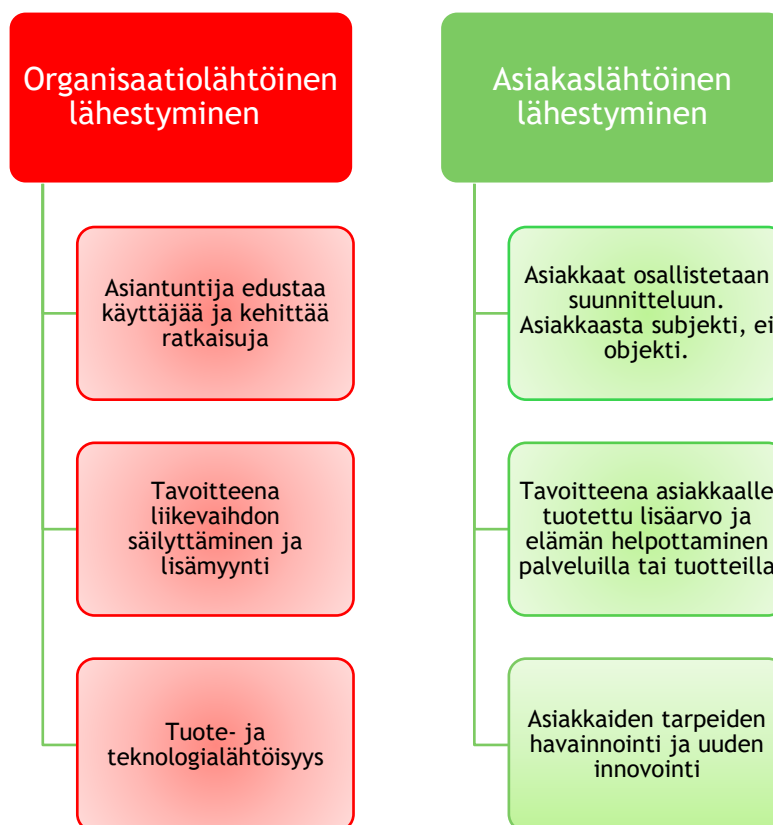 Organisaatiolähtöinen
lähestyminen
Asiantuntija edustaa
käyttäjää ja kehittää
ratkaisuja
Tavoitteena
liikevaihdon
säilyttäminen ja
lisämyynti
Tuote- ja
teknologialähtöisyys
Asiakaslähtöinen
lähestyminen
Asiakkaat osallistetaan
suunnitteluun.
Asiakkaasta subjekti, ei
objekti.
Tavoitteena asiakkaalle
tuotettu lisäarvo ja
elämän helpottaminen
palveluilla tai tuotteilla
Asiakkaiden tarpeiden
havainnointi ja uuden
innovointi